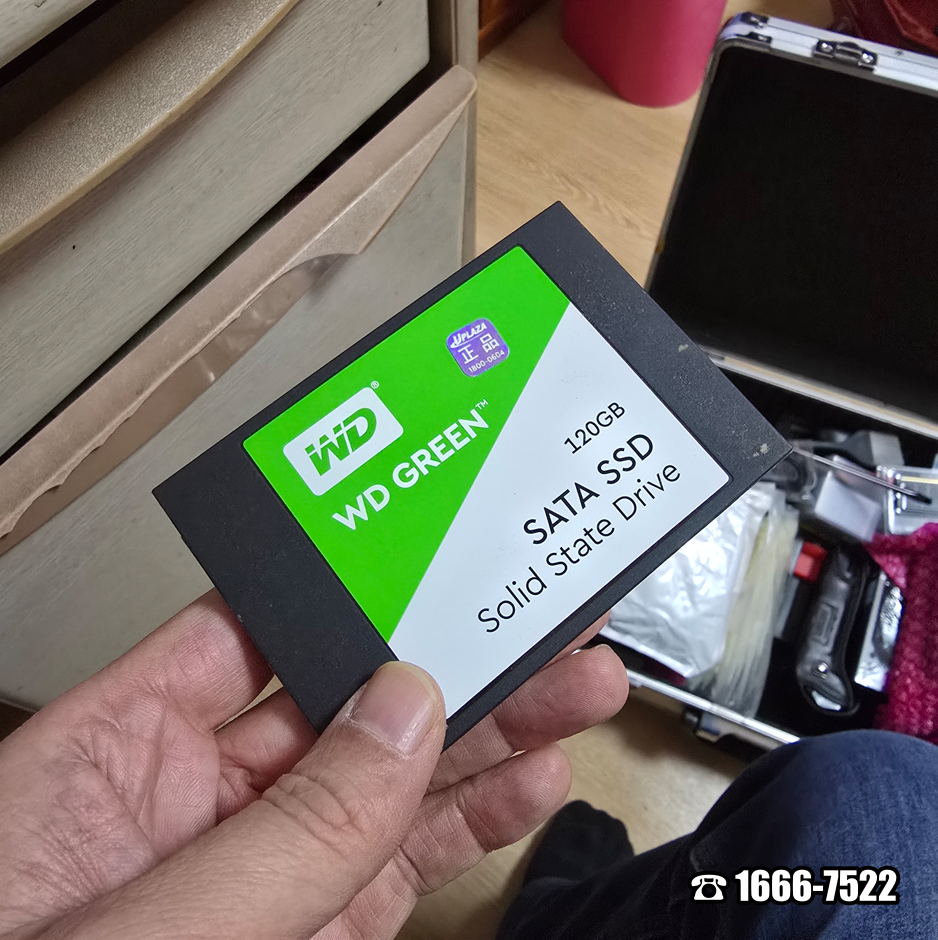 UPLAZA
正品
1800-0604
WD®
WD GREEN™
120GB
SATA SSD
Solid State Drive
☎ 1666-7522